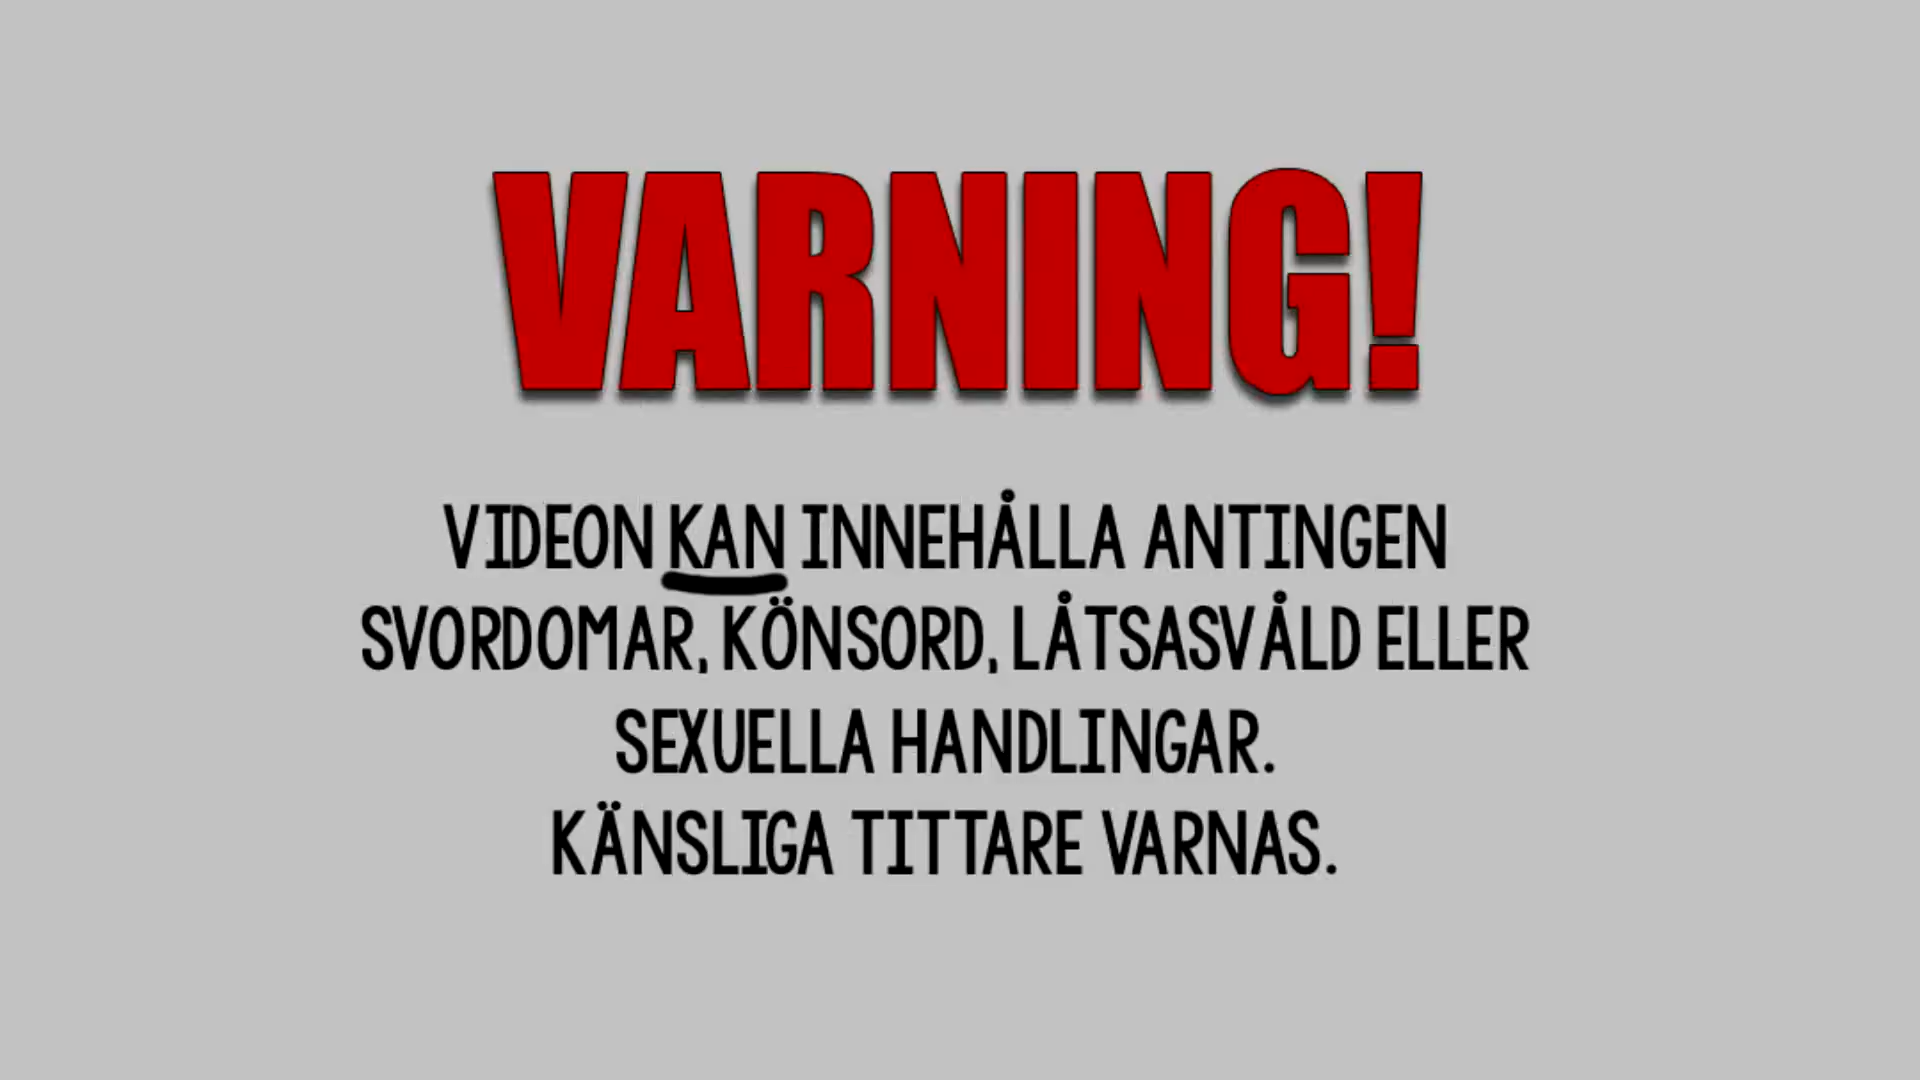 VARNING!
VIDEON KAN INNEHÅLLA ANTINGEN
SVORDOMAR, KÖNSORD, LÅTSASVÅLD ELLER
SEXUELLA HANDLINGAR.
KÄNSLIGA TITTARE VARNAS.